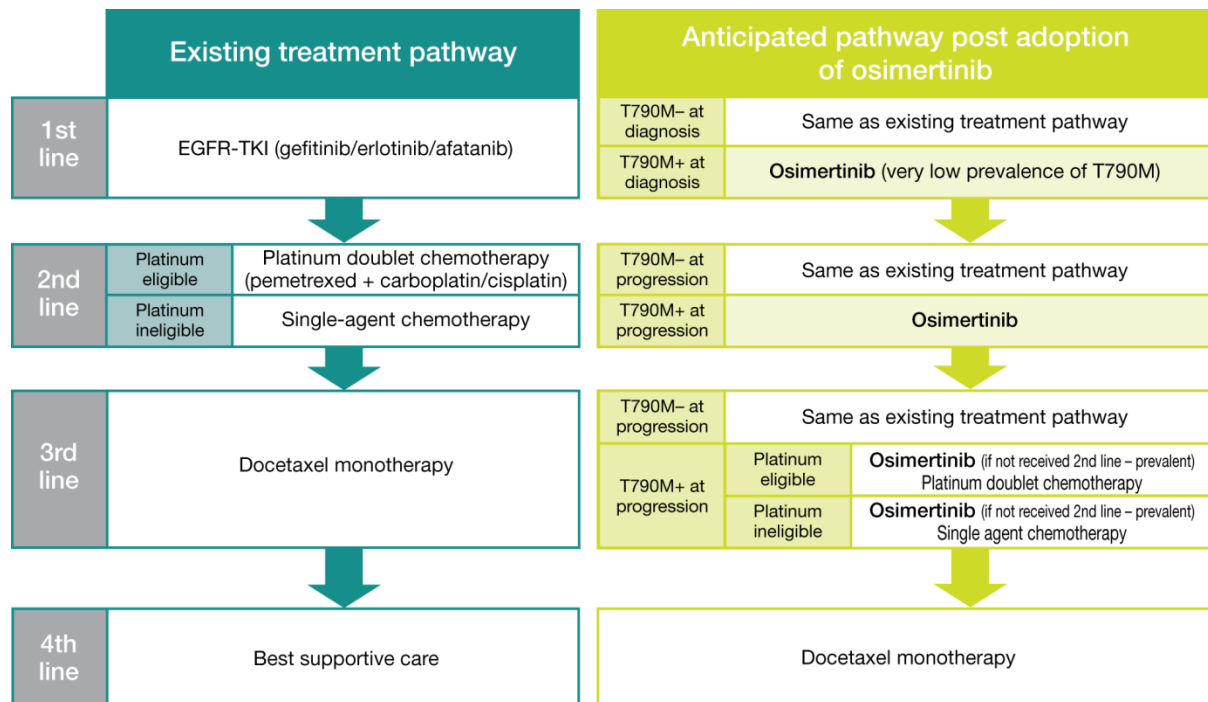 Existing treatment pathway
Anticipated pathway post adoption
of osimertinib
1st
line
EGFR-TKI (gefitinib/erlotinib/afatanib)
T790M– at
diagnosis
Same as existing treatment pathway
T790M+ at
diagnosis
Osimertinib (very low prevalence of T790M)
2nd
line
Platinum
eligible
Platinum doublet chemotherapy
(pemetrexed + carboplatin/cisplatin)
Platinum
ineligible
Single-agent chemotherapy
T790M– at
progression
Same as existing treatment pathway
T790M+ at
progression
Osimertinib
3rd
line
Docetaxel monotherapy
T790M– at
progression
Same as existing treatment pathway
T790M+ at
progression
Platinum
eligible
Osimertinib (if not received 2nd line – prevalent)
Platinum doublet chemotherapy
Platinum
ineligible
Osimertinib (if not received 2nd line – prevalent)
Single agent chemotherapy
4th
line
Best supportive care
Docetaxel monotherapy